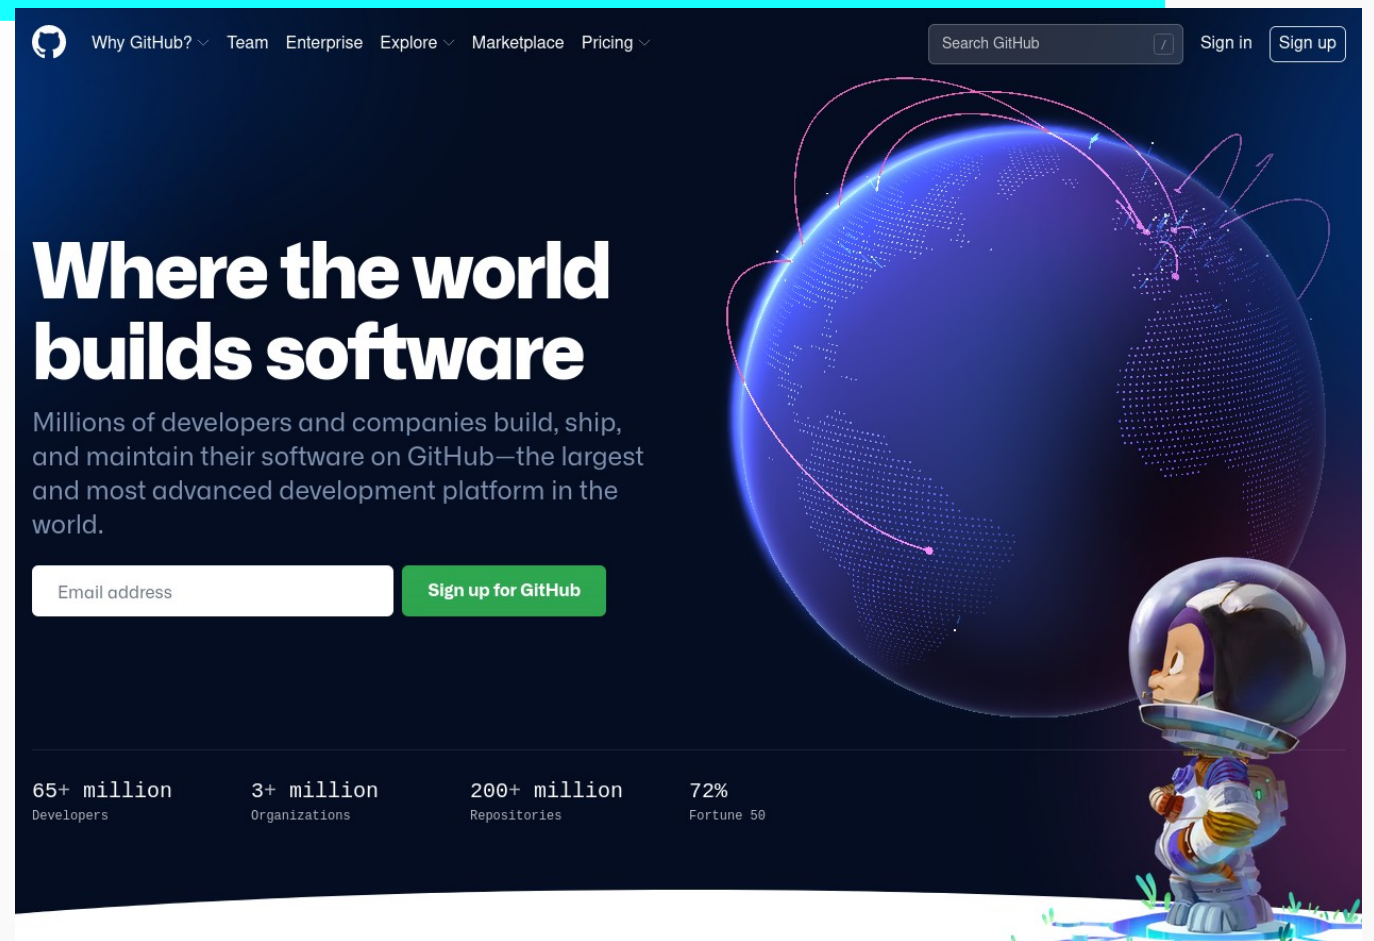 Why GitHub? Team Enterprise Explore Marketplace Pricing Search GitHub / Sign in Sign up
Where the world
builds software
Millions of developers and companies build, ship,
and maintain their software on GitHub—the largest
and most advanced development platform in the
world.
Email address Sign up for GitHub
65+ million 3+ million 200+ million 72%
Developers Organizations Repositories Fortune 50